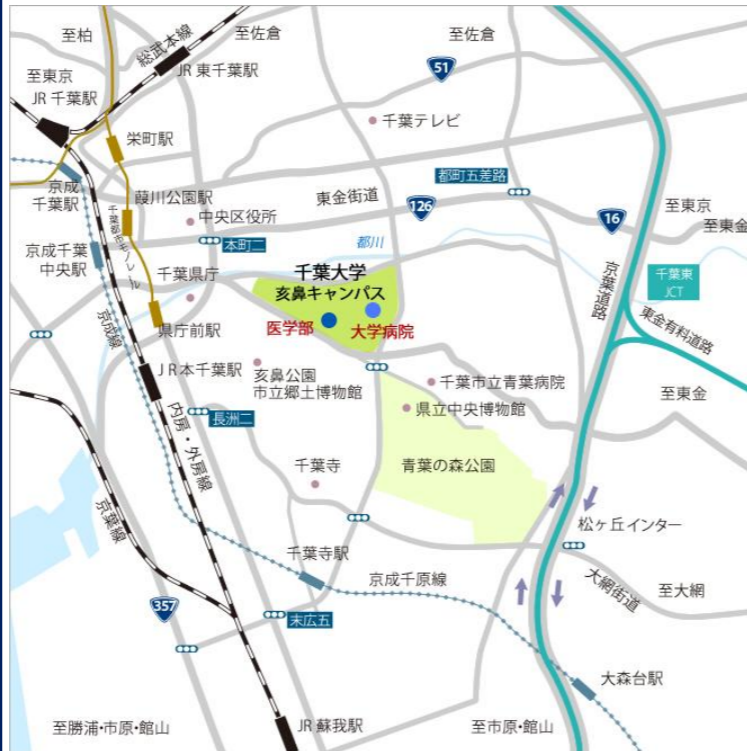 至柏
総武本線
至佐倉
至佐倉
JR 東千葉駅
至東京
51
JR 千葉駅
千葉テレビ
栄町駅
都町五差路
京成
千葉駅
葭川公園駅
東金街道
126
16
至東京
中央区役所
至東金
千葉都市モノレール
本町二
都川
京成千葉
中央駅
千葉県庁
千葉大学
亥鼻キャンパス
京葉道路
千葉東
JCT
医学部
大学病院
東金有料道路
京成線
県庁前駅
JR本千葉駅
亥鼻公園
市立郷土博物館
千葉市立青葉病院
至東金
県立中央博物館
長洲二
内房・外房線
千葉寺
青葉の森公園
京葉線
松ヶ丘インター
千葉寺駅
京成千原線
大網街道
至大網
357
末広五
大森台駅
至勝浦・市原・館山
JR 蘇我駅
至市原・館山